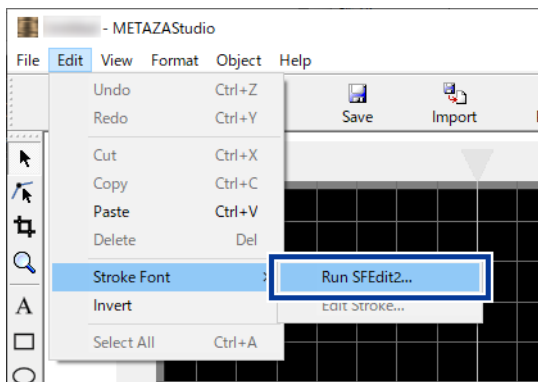 - METAZAStudio
File Edit View Format Object Help
Undo Ctrl+Z
Redo Ctrl+Y
Save Import
Cut Ctrl+X
Copy Ctrl+C
Paste Ctrl+V
Delete Del
Stroke Font > Run SFEdit2...
Invert Edit Stroke...
Select All Ctrl+A
A